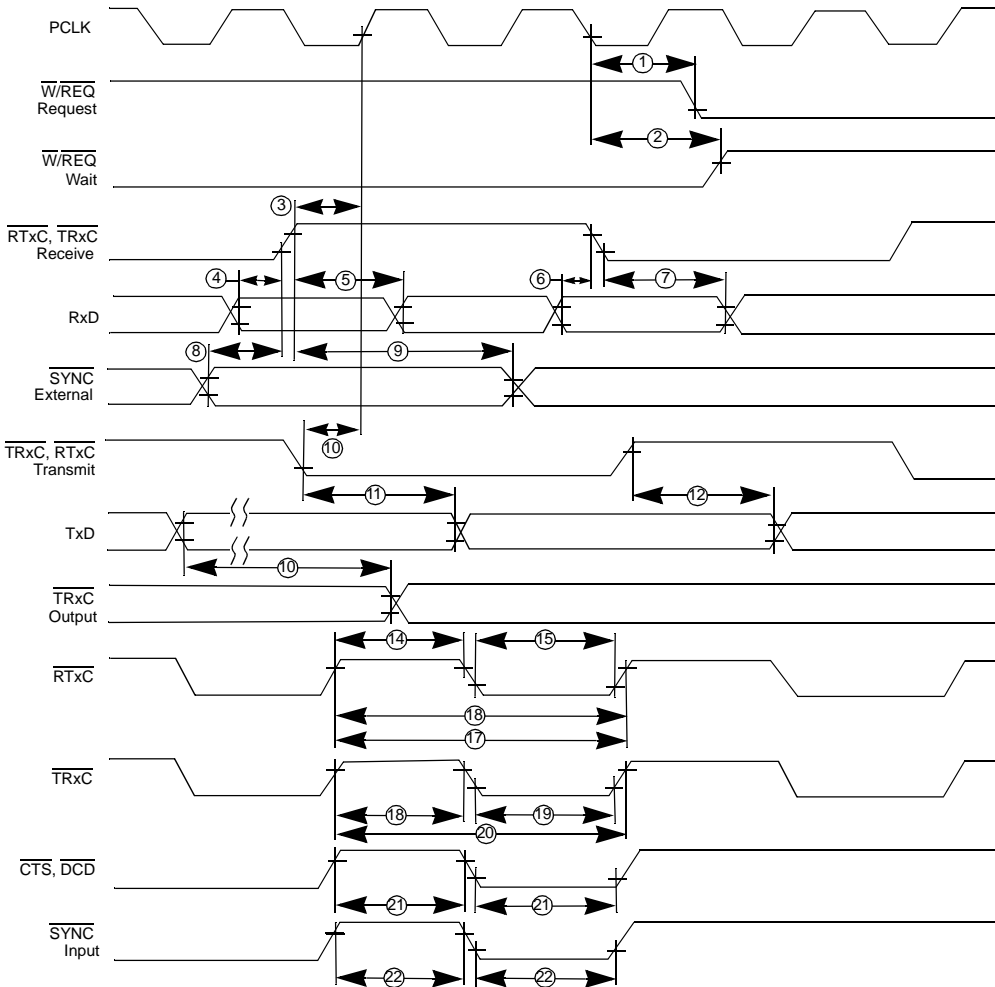 PCLK
1
W/REQ
Request
2
W/REQ
Wait
3
RTxC, TRxC
Receive
4
5
6
7
RxD
8
9
SYNC
External
TRxC, RTxC
Transmit
10
11
12
TxD
10
TRxC
Output
14
15
RTxC
18
17
TRxC
18
19
20
CTS, DCD
21
21
SYNC
Input
22
22